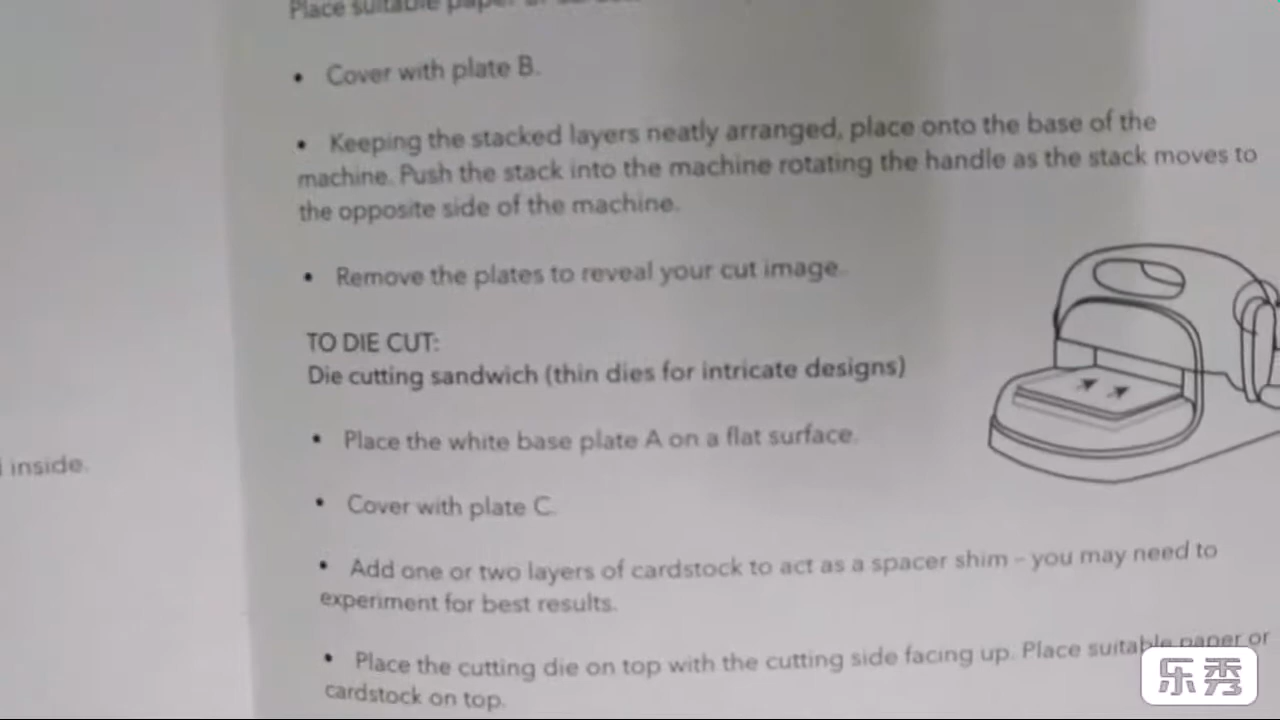 Place suitable paper or
• Cover with plate B.
• Keeping the stacked layers neatly arranged, place onto the base of the
machine. Push the stack into the machine rotating the handle as the stack moves to
the opposite side of the machine.
• Remove the plates to reveal your cut image.
TO DIE CUT:
Die cutting sandwich (thin dies for intricate designs)
• Place the white base plate A on a flat surface.
inside.
• Cover with plate C.
• Add one or two layers of cardstock to act as a spacer shim – you may need to
experiment for best results.
• Place the cutting die on top with the cutting side facing up. Place suitable paper or
cardstock on top.
乐秀